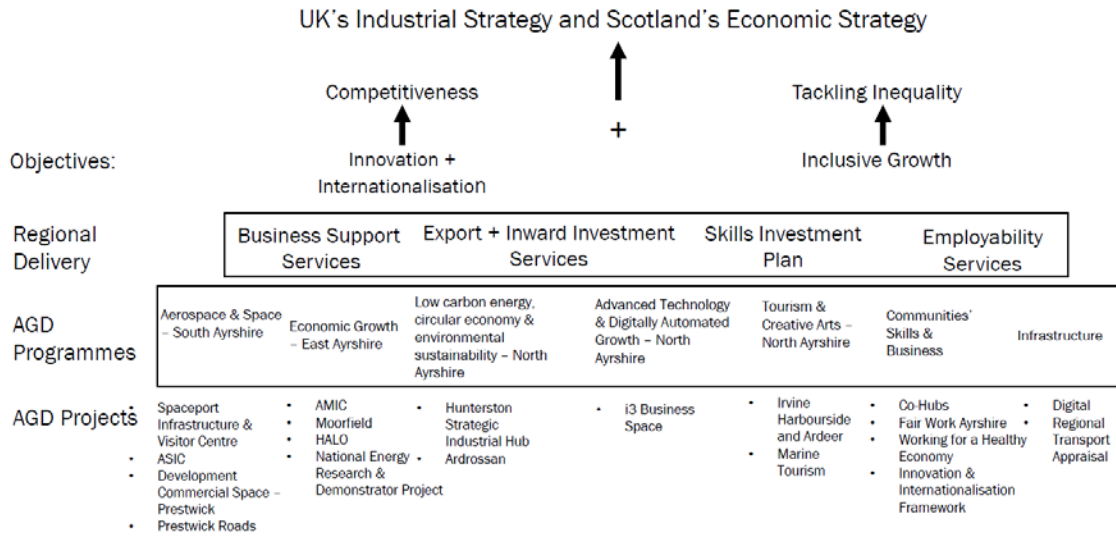 UK's Industrial Strategy and Scotland's Economic Strategy
Competitiveness
Tackling Inequality
+
Objectives:
Innovation +
Internationalisation
Inclusive Growth
Regional
Delivery
Business Support
Services
Export + Inward Investment
Services
Skills Investment
Plan
Employability
Services
AGD
Programmes
Aerospace & Space
– South Ayrshire
Economic Growth
– East Ayrshire
Low carbon energy,
circular economy &
environmental
sustainability – North
Ayrshire
Advanced Technology
& Digitally Automated
Growth – North
Ayrshire
Tourism &
Creative Arts –
North Ayrshire
Communities'
Skills &
Business
Infrastructure
AGD Projects
• Spaceport
Infrastructure &
Visitor Centre
• ASIC
• Development
Commercial Space –
Prestwick
• Prestwick Roads
• AMIC
• Moorfield
• HALO
• National Energy
Research &
Demonstrator Project
• Hunterston
Strategic
Industrial Hub
• Ardrossan
• i3 Business
Space
• Irvine
Harbourside
and Ardeer
• Marine
Tourism
• Co-Hubs
• Fair Work Ayrshire
• Working for a Healthy
Economy
• Innovation &
Internationalisation
Framework
• Digital
• Regional
Transport
Appraisal